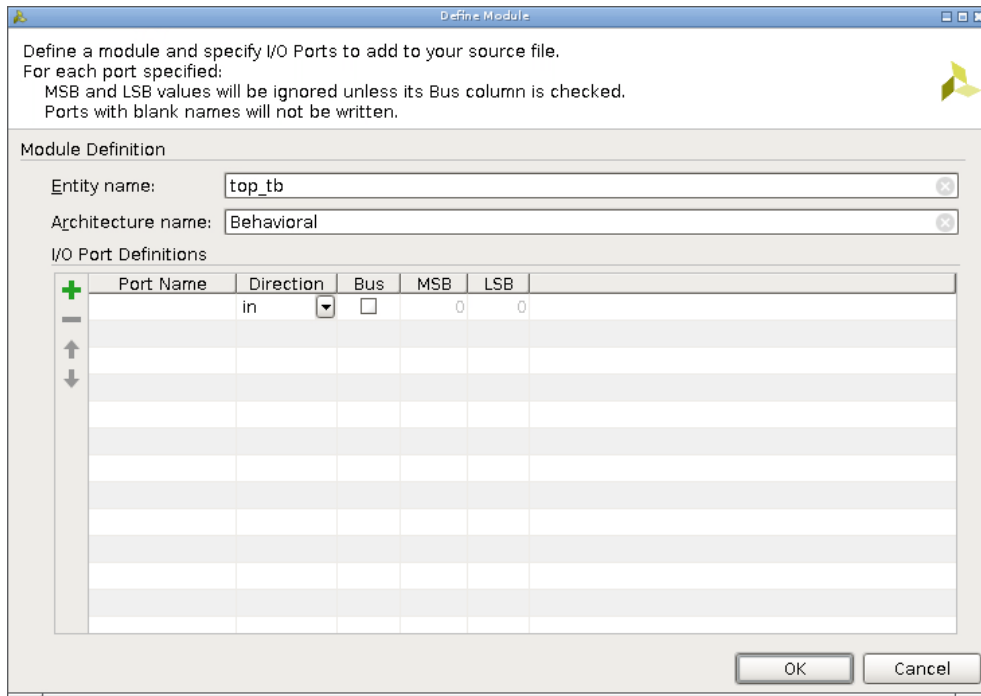 Define Module
Define a module and specify I/O Ports to add to your source file.
For each port specified:
MSB and LSB values will be ignored unless its Bus column is checked.
Ports with blank names will not be written.
Module Definition
Entity name: top_tb
Architecture name: Behavioral
I/O Port Definitions
Port Name Direction Bus MSB LSB
in 0 0
OK Cancel